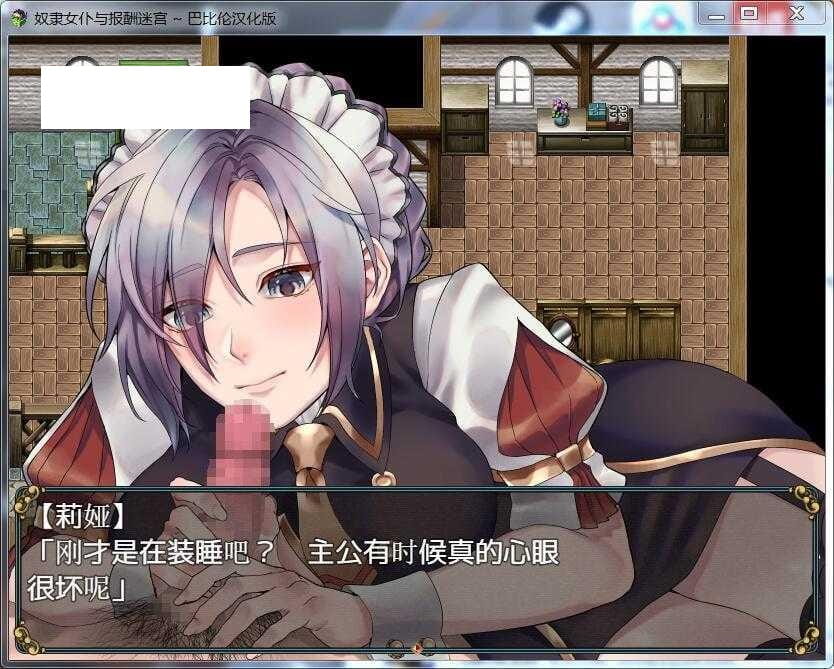 奴隶女仆与报酬迷宫 ~ 巴比伦汉化版
【莉娅】
「刚才是在装睡吧？　主公有时候真的心眼
很坏呢」